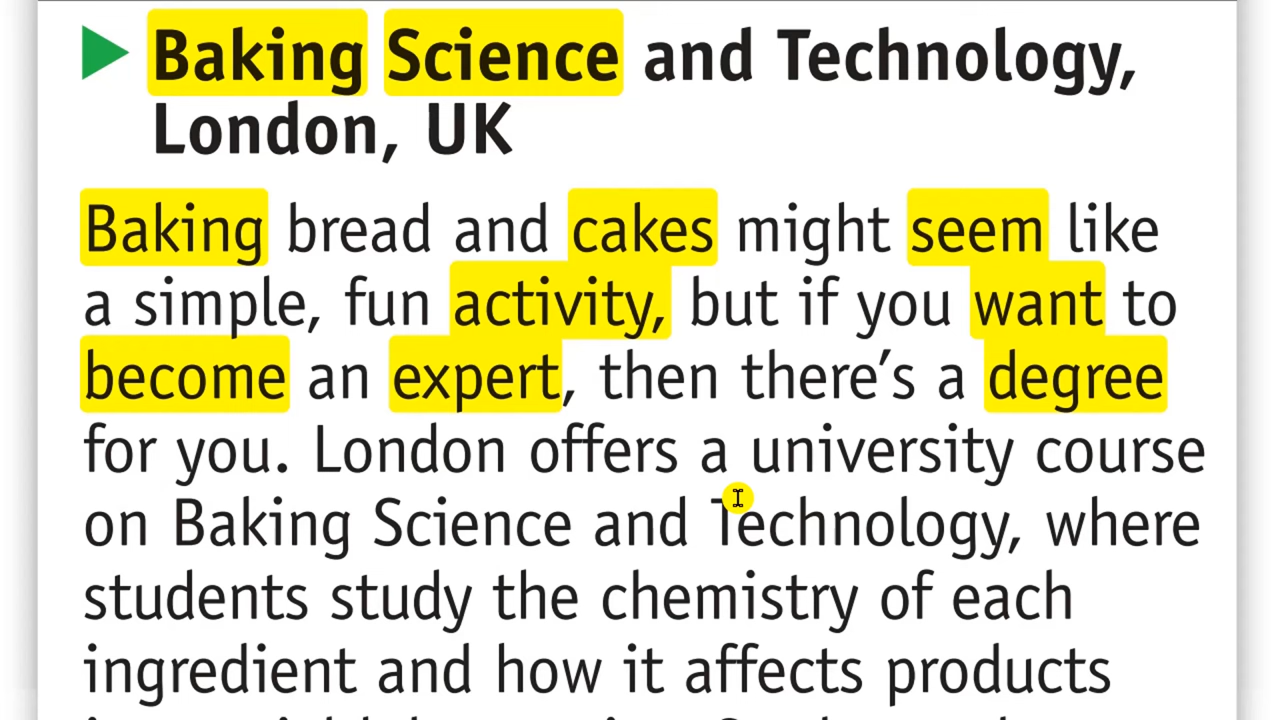 Baking Science and Technology,
London, UK
Baking bread and cakes might seem like
a simple, fun activity, but if you want to
become an expert, then there’s a degree
for you. London offers a university course
on Baking Science and Technology, where
students study the chemistry of each
ingredient and how it affects products